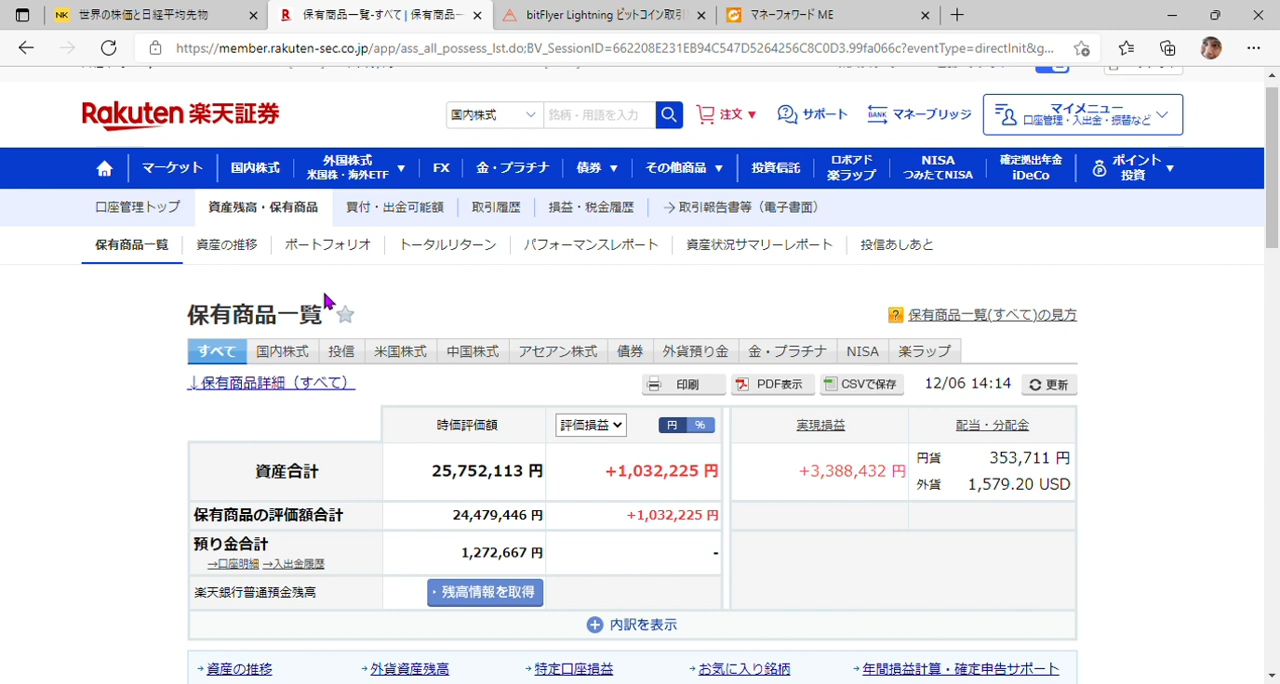 世界の株価と日経平均先物
保有商品一覧-すべて | 保有商品一
bitFlyer Lightning ビットコイン取引
マネーフォワード ME
https://member.rakuten-sec.co.jp/app/ass_all_possess_lst.do;BV_SessionID=662208E231EB94C547D5264256C8C0D3.99fa066c?eventType=directInit&g...
Rakuten 楽天証券
国内株式
銘柄・用語を入力
注文 ▼
サポート
BANK マネーブリッジ
マイメニュー
口座管理・入出金・振替など
マーケット
国内株式
外国株式
米国株・海外ETF ▼
FX
金・プラチナ
債券 ▼
その他商品 ▼
投資信託
ロボアド
楽ラップ
NISA
つみたてNISA
確定拠出年金
iDeCo
ポイント
投資 ▼
口座管理トップ
資産残高・保有商品
買付・出金可能額
取引履歴
損益・税金履歴
→取引報告書等（電子書面）
保有商品一覧
資産の推移
ポートフォリオ
トータルリターン
パフォーマンスレポート
資産状況サマリーレポート
投信あしあと
保有商品一覧
? 保有商品一覧(すべて)の見方
すべて
国内株式
投信
米国株式
中国株式
アセアン株式
債券
外貨預り金
金・プラチナ
NISA
楽ラップ
↓保有商品詳細（すべて）
印刷
PDF表示
CSVで保存
12/06 14:14
更新
時価評価額
評価損益
円 %
実現損益
配当・分配金
資産合計
25,752,113 円
+1,032,225 円
+3,388,432 円
円貨 353,711 円
外貨 1,579.20 USD
保有商品の評価額合計
24,479,446 円
+1,032,225 円
預り金合計
→口座明細 →入出金履歴
1,272,667 円
-
楽天銀行普通預金残高
残高情報を取得
内訳を表示
→資産の推移
→外貨資産残高
→特定口座損益
→お気に入り銘柄
→年間損益計算・確定申告サポート